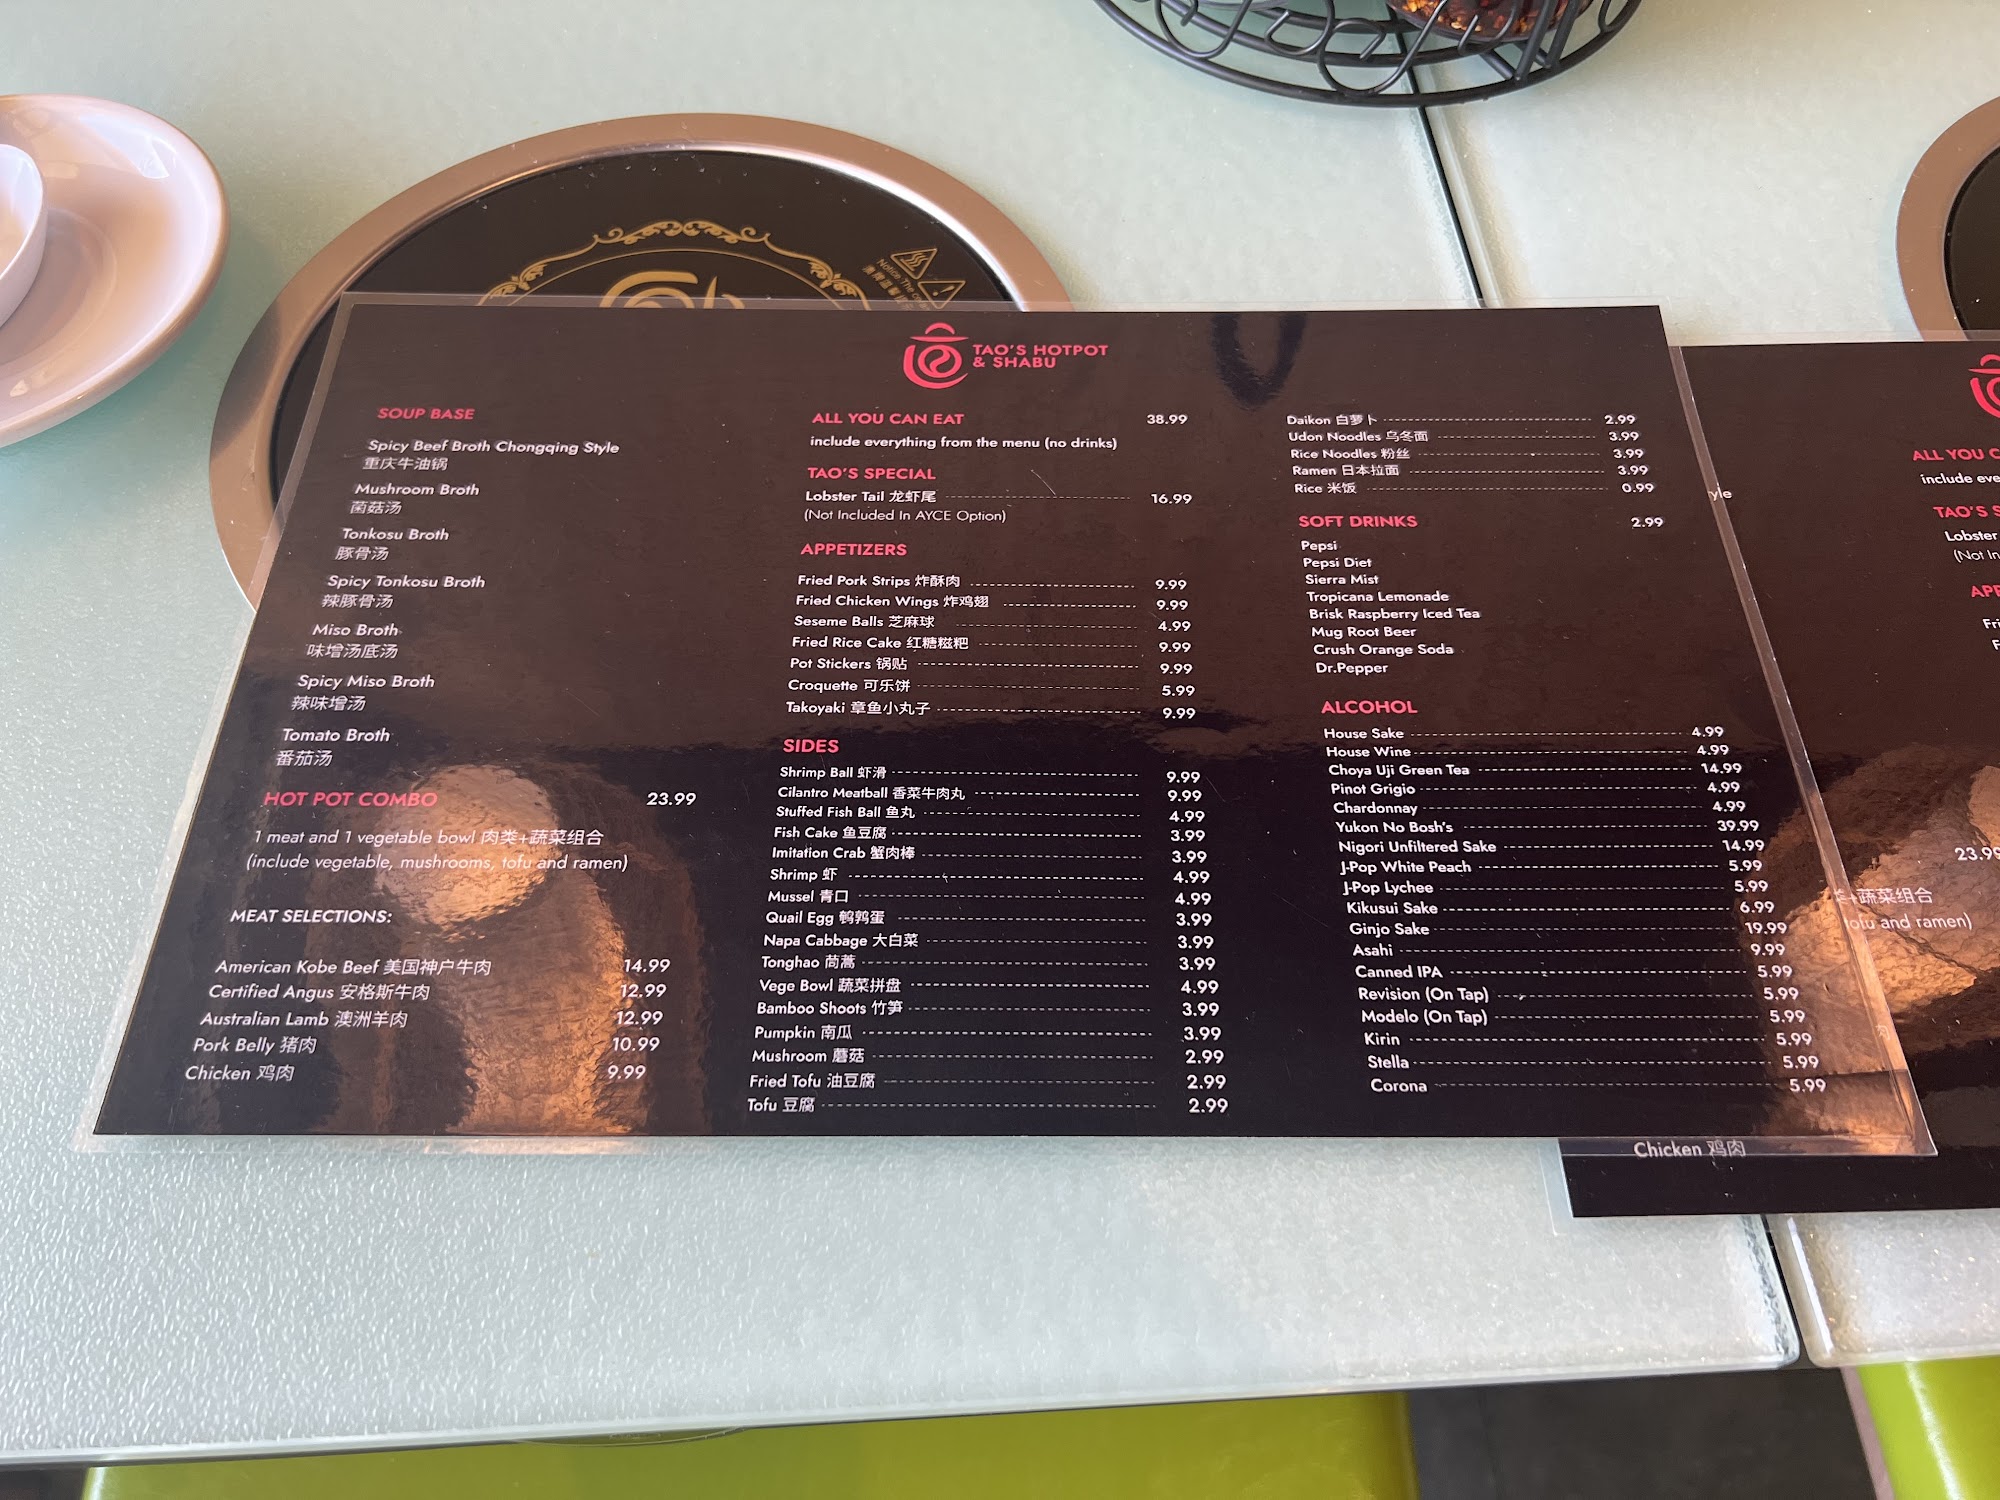 TAO'S HOTPOT
& SHABU
SOUP BASE
Spicy Beef Broth Chongqing Style
重庆牛油锅
Mushroom Broth
菌菇汤
Tonkosu Broth
豚骨汤
Spicy Tonkosu Broth
辣豚骨汤
Miso Broth
味增汤底汤
Spicy Miso Broth
辣味增汤
Tomato Broth
番茄汤
HOT POT COMBO 23.99
1 meat and 1 vegetable bowl 肉类+蔬菜组合
(include vegetable, mushrooms, tofu and ramen)
MEAT SELECTIONS:
American Kobe Beef 美国神户牛肉 14.99
Certified Angus 安格斯牛肉 12.99
Australian Lamb 澳洲羊肉 12.99
Pork Belly 猪肉 10.99
Chicken 鸡肉 9.99
ALL YOU CAN EAT 38.99
include everything from the menu (no drinks)
TAO'S SPECIAL
Lobster Tail 龙虾尾 16.99
(Not Included In AYCE Option)
APPETIZERS
Fried Pork Strips 炸酥肉 9.99
Fried Chicken Wings 炸鸡翅 9.99
Seseme Balls 芝麻球 4.99
Fried Rice Cake 红糖糍粑 9.99
Pot Stickers 锅贴 9.99
Croquette 可乐饼 5.99
Takoyaki 章鱼小丸子 9.99
SIDES
Shrimp Ball 虾滑 9.99
Cilantro Meatball 香菜牛肉丸 9.99
Stuffed Fish Ball 鱼丸 4.99
Fish Cake 鱼豆腐 3.99
Imitation Crab 蟹肉棒 3.99
Shrimp 虾 4.99
Mussel 青口 4.99
Quail Egg 鹌鹑蛋 3.99
Napa Cabbage 大白菜 3.99
Tonghao 茼蒿 3.99
Vege Bowl 蔬菜拼盘 4.99
Bamboo Shoots 竹笋 3.99
Pumpkin 南瓜 3.99
Mushroom 蘑菇 2.99
Fried Tofu 油豆腐 2.99
Tofu 豆腐 2.99
Daikon 白萝卜 2.99
Udon Noodles 乌冬面 3.99
Rice Noodles 粉丝 3.99
Ramen 日本拉面 3.99
Rice 米饭 0.99
SOFT DRINKS 2.99
Pepsi
Pepsi Diet
Sierra Mist
Tropicana Lemonade
Brisk Raspberry Iced Tea
Mug Root Beer
Crush Orange Soda
Dr.Pepper
ALCOHOL
House Sake 4.99
House Wine 4.99
Choya Uji Green Tea 14.99
Pinot Grigio 4.99
Chardonnay 4.99
Yukon No Bosh's 39.99
Nigori Unfiltered Sake 14.99
J-Pop White Peach 5.99
J-Pop Lychee 5.99
Kikusui Sake 6.99
Ginjo Sake 19.99
Asahi 9.99
Canned IPA 5.99
Revision (On Tap) 5.99
Modelo (On Tap) 5.99
Kirin 5.99
Stella 5.99
Corona 5.99
ALL YOU
include
TAO'S
Lobster
(Not
23.99
+蔬菜组合
and ramen)
Chicken 鸡肉